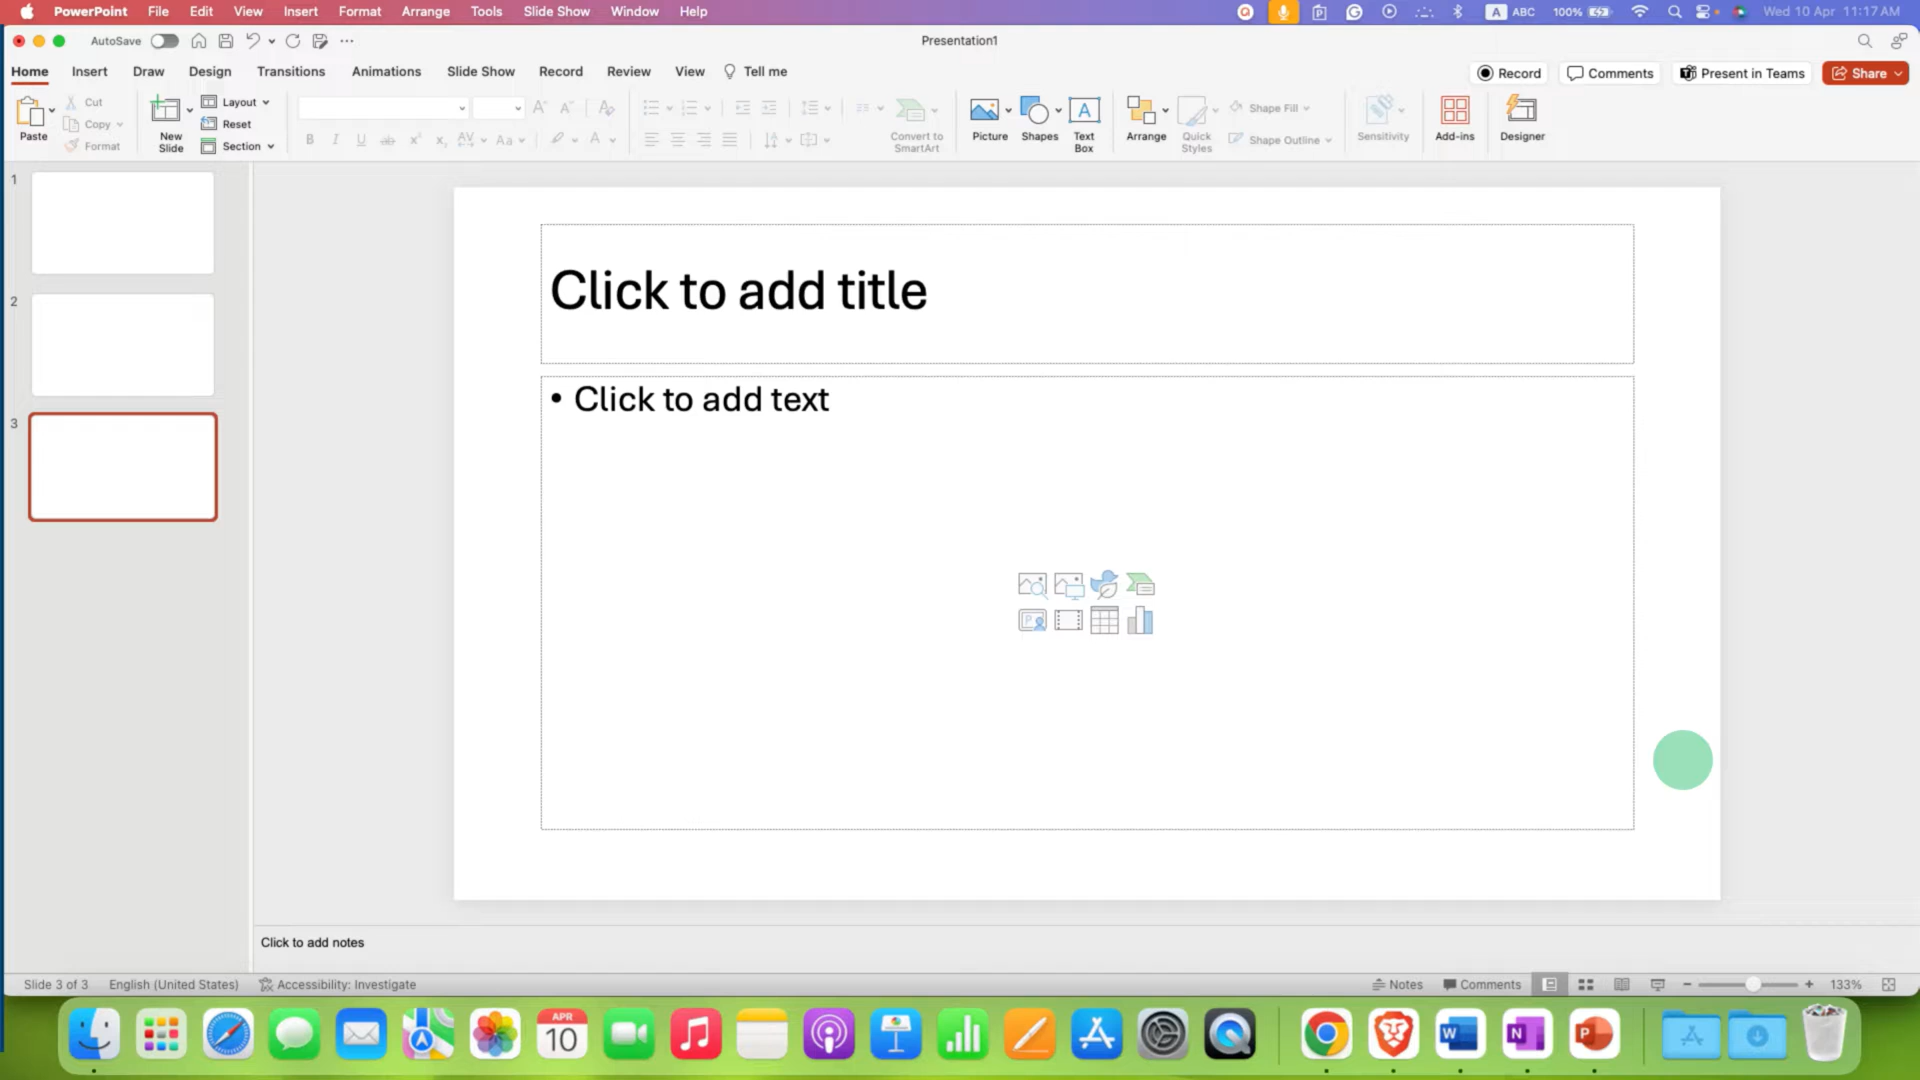 PowerPoint File Edit View Insert Format Arrange Tools Slide Show Window Help A ABC 100% Wed 10 Apr 11:17 AM
AutoSave Presentation1
Home Insert Draw Design Transitions Animations Slide Show Record Review View Tell me Record Comments Present in Teams Share
Paste Cut Copy Format
New Slide Layout Reset Section
Convert to SmartArt
Picture Shapes Text Box
Arrange Quick Styles Shape Fill Shape Outline
Sensitivity Add-ins Designer
1
2
3
Click to add title
• Click to add text
Click to add notes
Slide 3 of 3 English (United States) Accessibility: Investigate Notes Comments 133%
APR
10